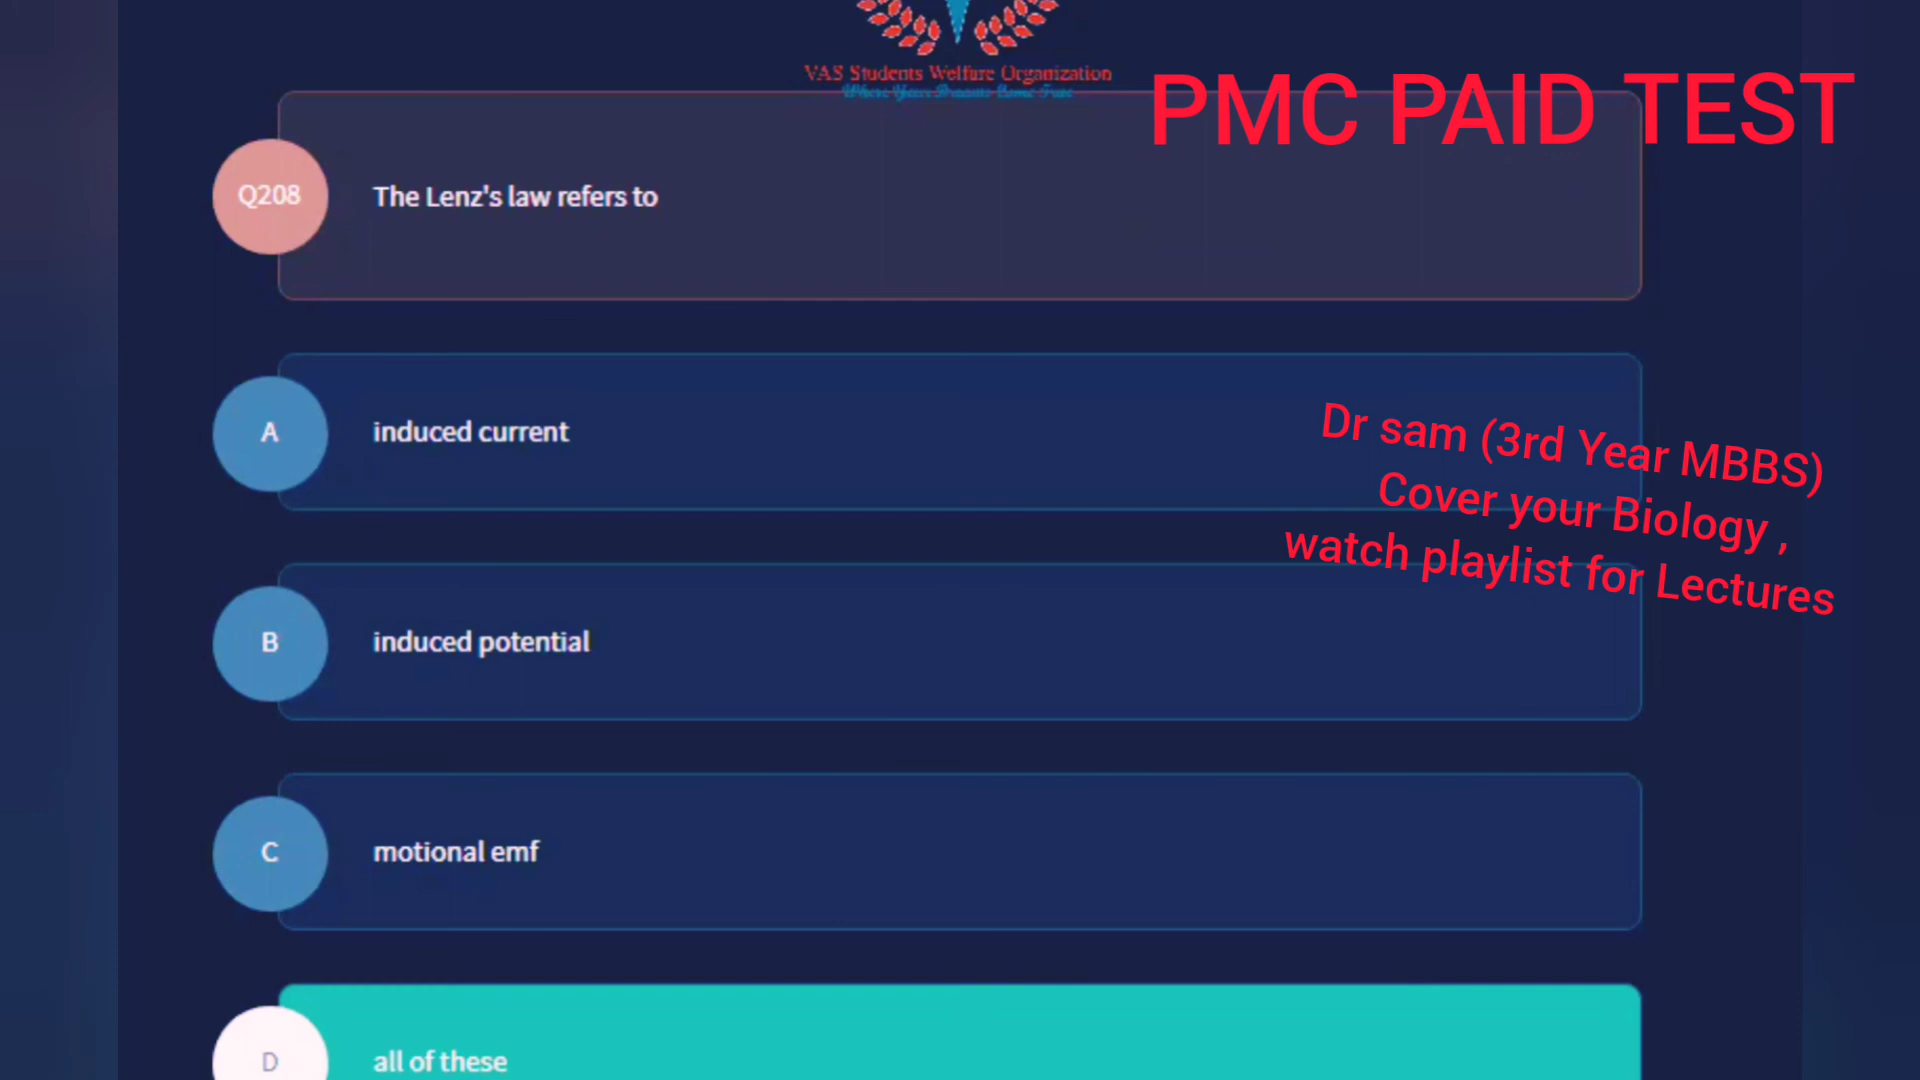 VAS Students Welfare Organization
PMC PAID TEST
Q208
The Lenz's law refers to
A
induced current
Dr sam (3rd Year MBBS)
Cover your Biology ,
watch playlist for Lectures
B
induced potential
C
motional emf
D
all of these